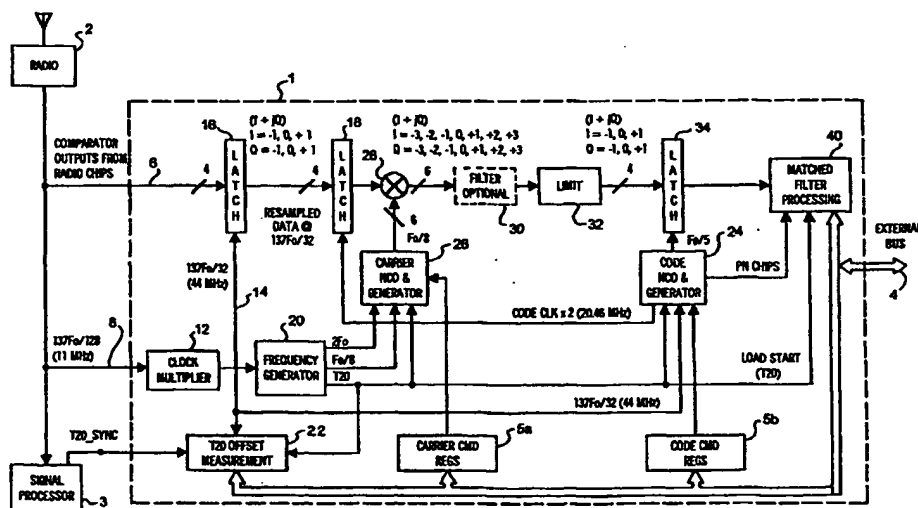 2
RADIO
1
16
(I + jQ)
I = -1, 0, +1
Q = -1, 0, +1
18
(I + jQ)
I = -3, -2, -1, 0, +1, +2, +3
Q = -3, -2, -1, 0, +1, +2, +3
(I + jQ)
I = -1, 0, +1
Q = -1, 0, +1
34
40
COMPARATOR
OUTPUTS FROM
RADIO CHIPS
6
4
LATCH
4
RESAMPLED
DATA @
137Fo/32
LATCH
28
6
FILTER
OPTIONAL
30
LIMIT
32
4
LATCH
MATCHED
FILTER
PROCESSING
6
Fo/8
26
CARRIER
NCO &
GENERATOR
Fo/5
24
CODE
NCO &
GENERATOR
PN CHIPS
EXTERNAL
BUS
4
137Fo/32
(44 MHz)
14
CODE CLK x 2 (20.46 MHz)
137Fo/128
(11 MHz)
8
12
CLOCK
MULTIPLIER
20
FREQUENCY
GENERATOR
2Fo
Fo/8
T20
LOAD START
(T20)
137Fo/32 (44 MHz)
T20_SYNC
22
T20 OFFSET
MEASUREMENT
5a
CARRIER CMD
REGS
5b
CODE CMD
REGS
SIGNAL
PROCESSOR
3